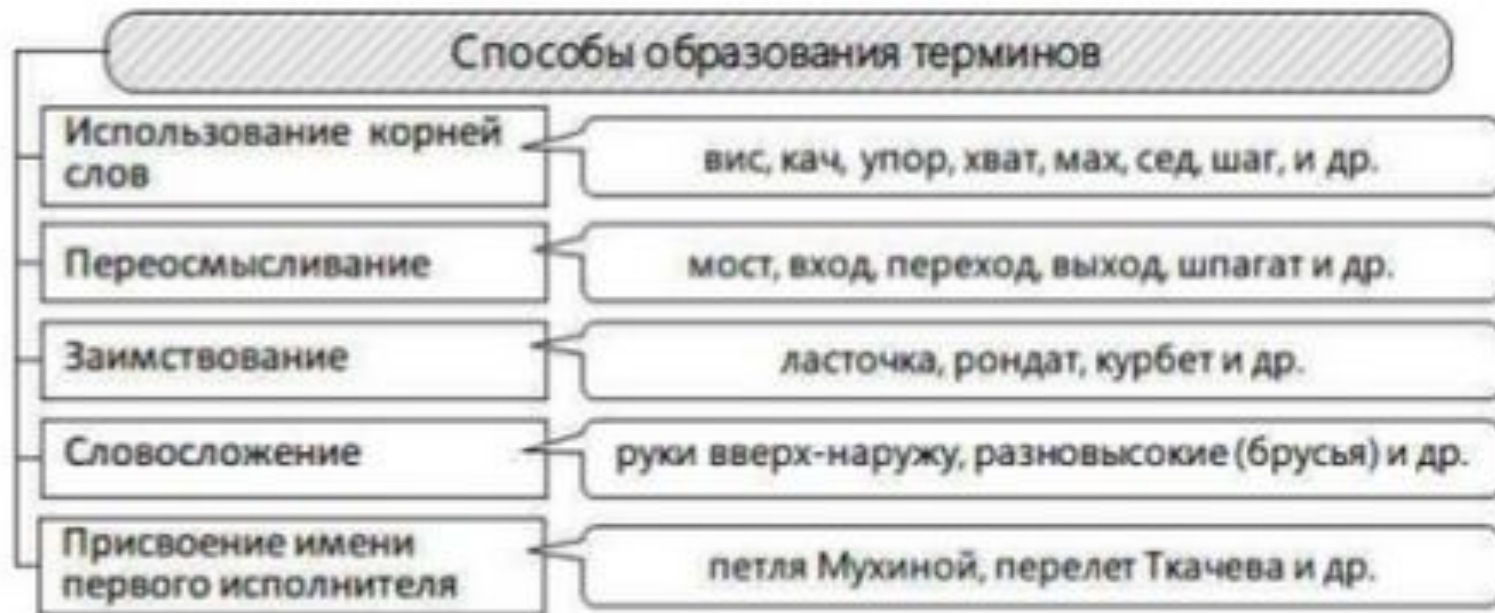 Способы образования терминов
Использование корней
слов
вис, кач, упор, хват, мах, сед, шаг, и др.
Переосмысливание
мост, вход, переход, выход, шпагат и др.
Заимствование
ласточка, рондат, курбет и др.
Словосложение
руки вверх-наружу, разновысокие (брусья) и др.
Присвоение имени
первого исполнителя
петля Мухиной, перелет Ткачева и др.